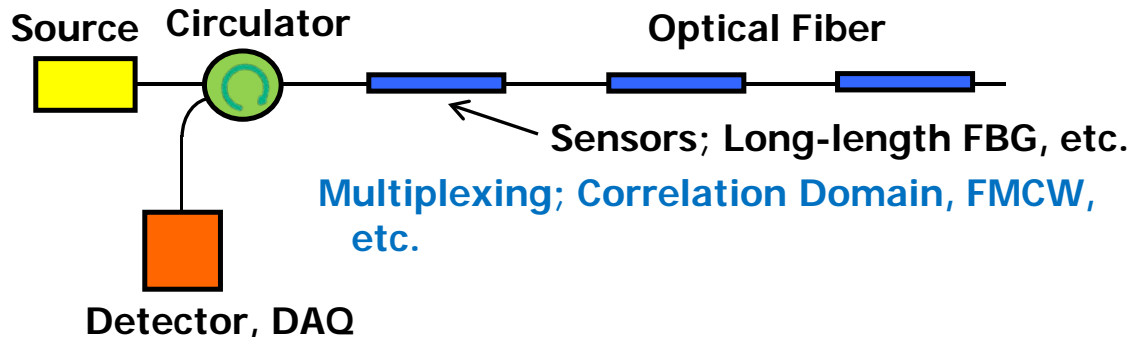 Source
Circulator
Optical Fiber
Sensors; Long-length FBG, etc.
Multiplexing; Correlation Domain, FMCW,
etc.
Detector, DAQ